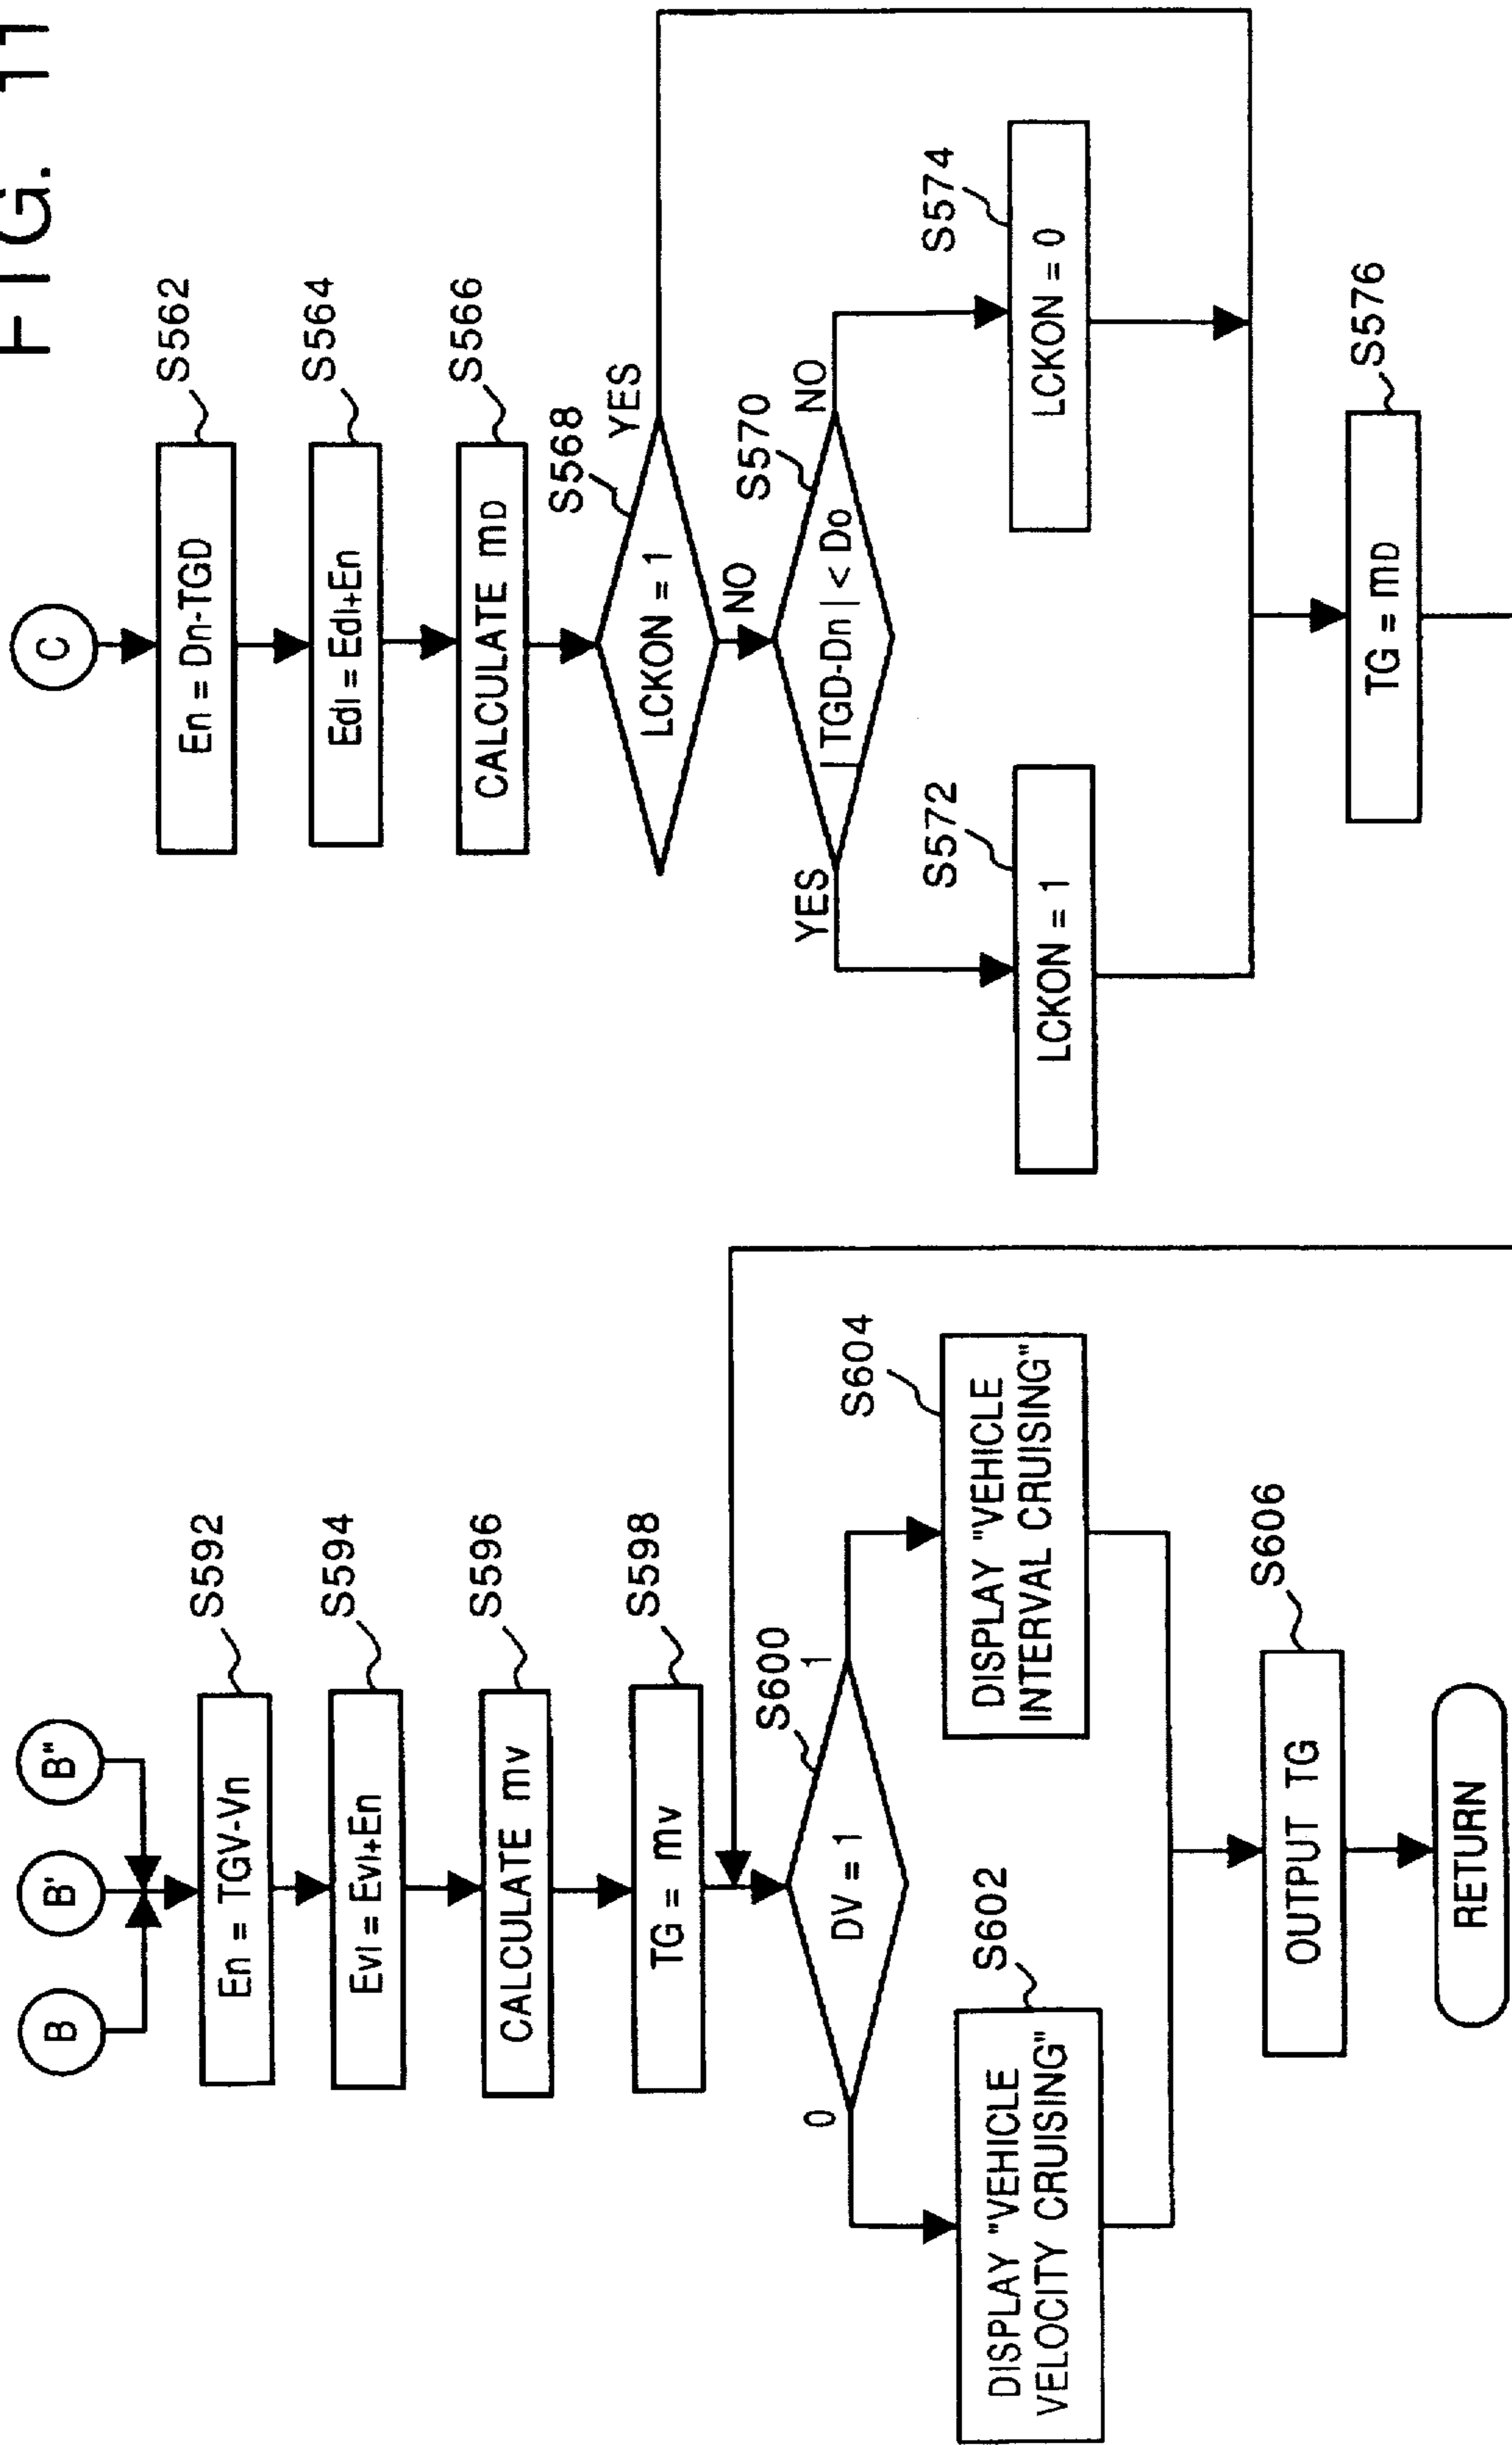 FIG. 11
B
B'
B"
En = TGV-Vn
S592
EvI = EvI+En
S594
CALCULATE mv
S596
TG = mv
S598
DV = 1
S600
0
1
DISPLAY "VEHICLE
VELOCITY CRUISING"
S602
DISPLAY "VEHICLE
INTERVAL CRUISING"
S604
OUTPUT TG
S606
RETURN
C
En = Dn-TGD
S562
EdI = EdI+En
S564
CALCULATE mD
S566
LCKON = 1
S568
YES
NO
| TGD-Dn | < Do
S570
YES
NO
LCKON = 1
S572
LCKON = 0
S574
TG = mD
S576